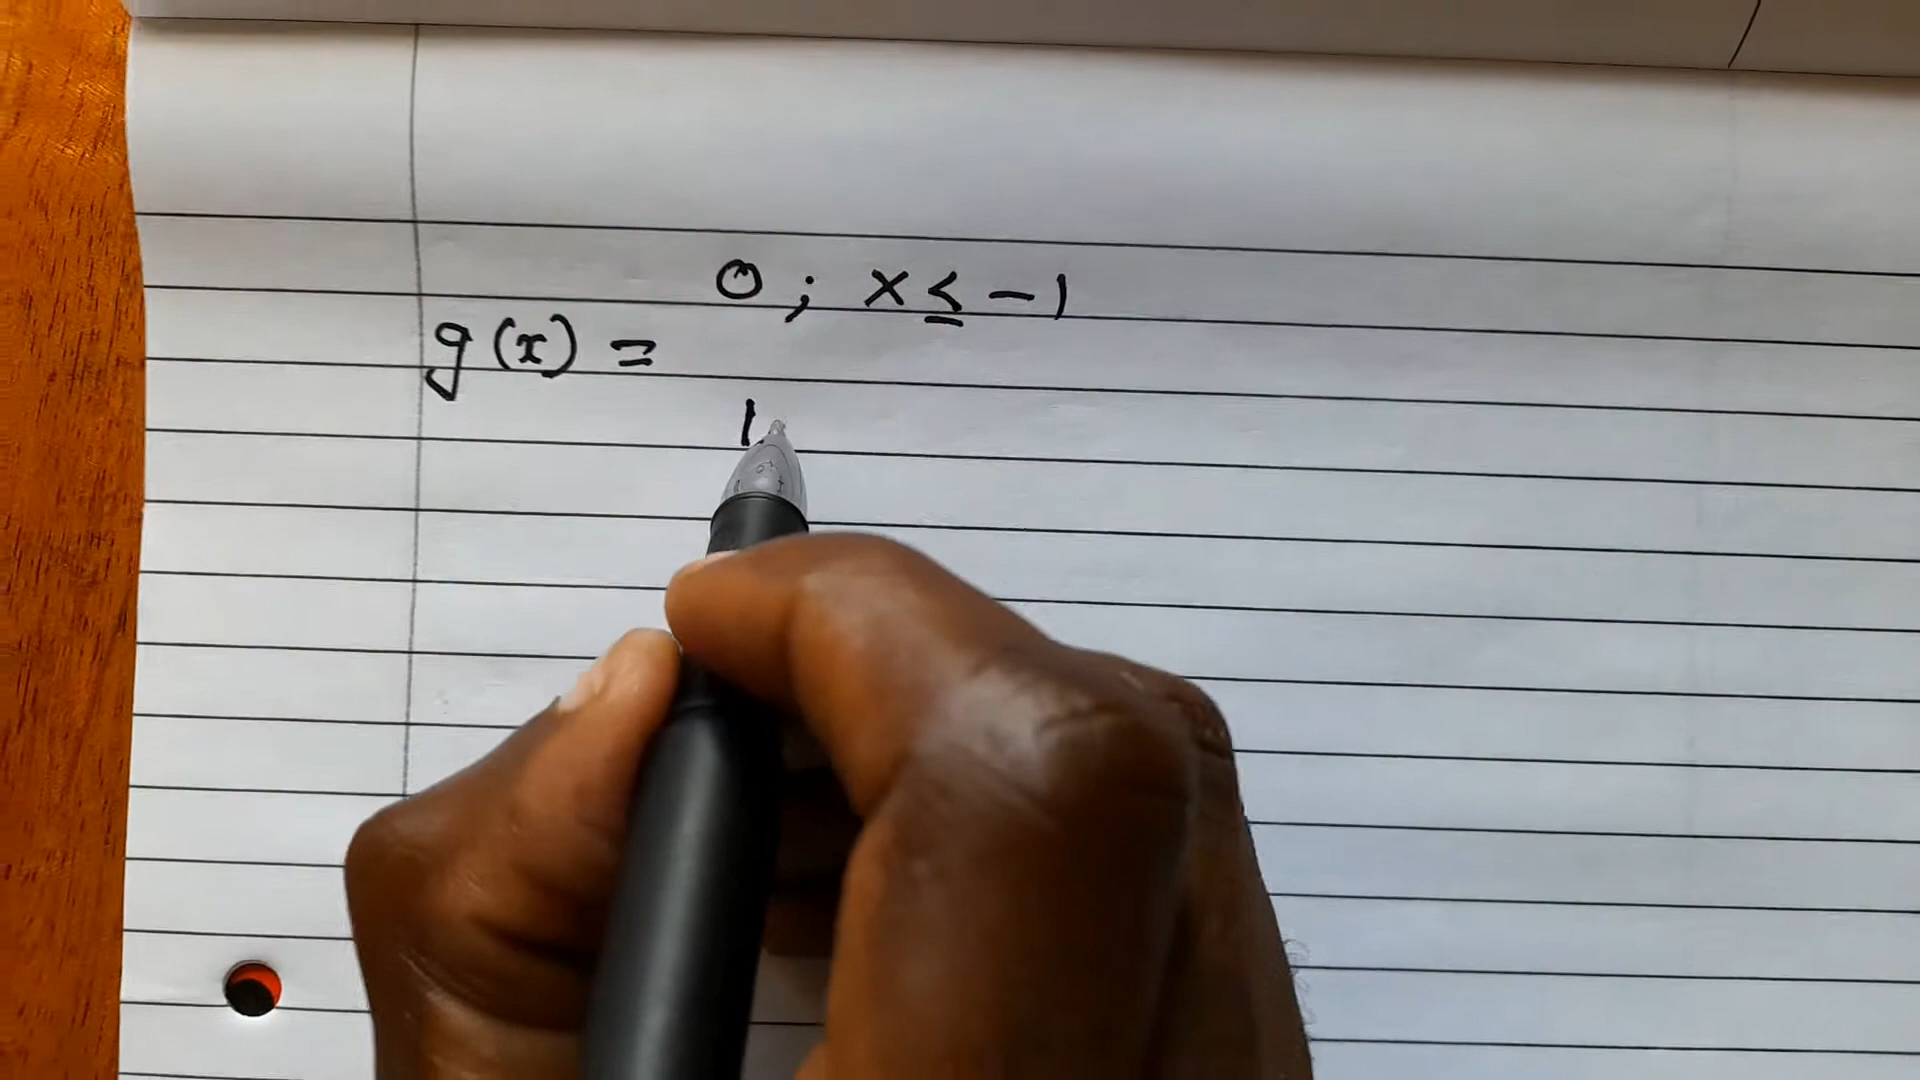 0 ; x ≤ -1
g(x) =
1